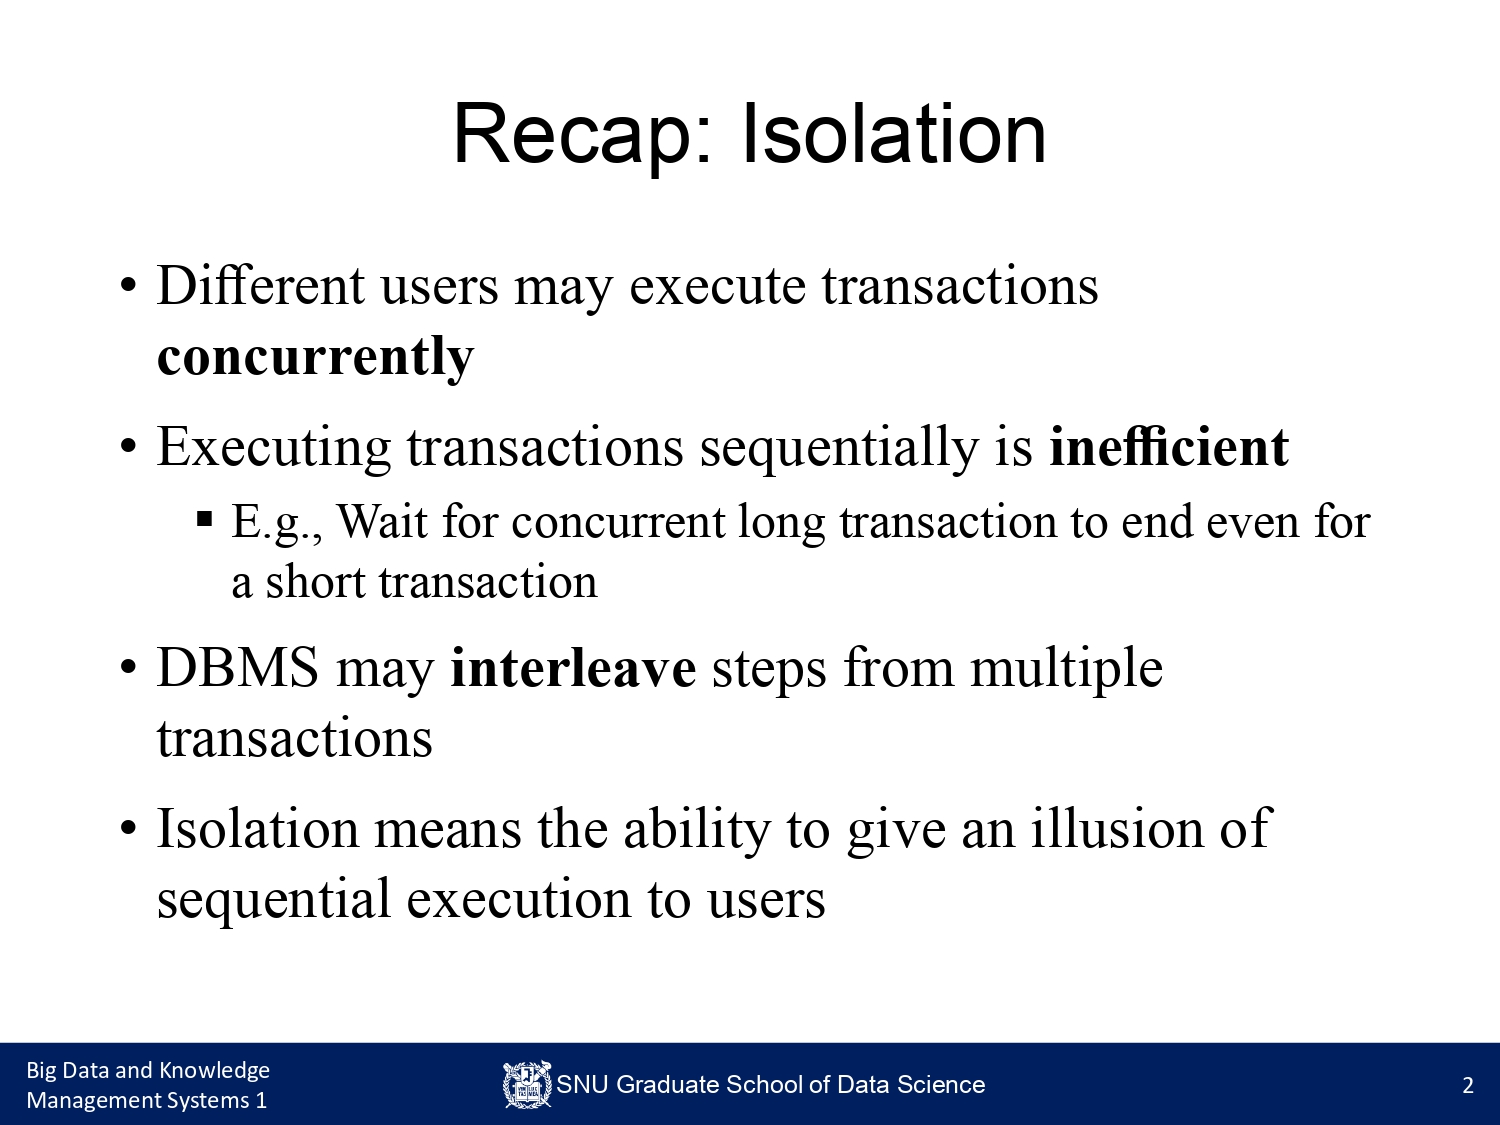 Recap: Isolation
• Different users may execute transactions
concurrently
• Executing transactions sequentially is inefficient
▪ E.g., Wait for concurrent long transaction to end even for
a short transaction
• DBMS may interleave steps from multiple
transactions
• Isolation means the ability to give an illusion of
sequential execution to users
Big Data and Knowledge
Management Systems 1
SNU Graduate School of Data Science
2